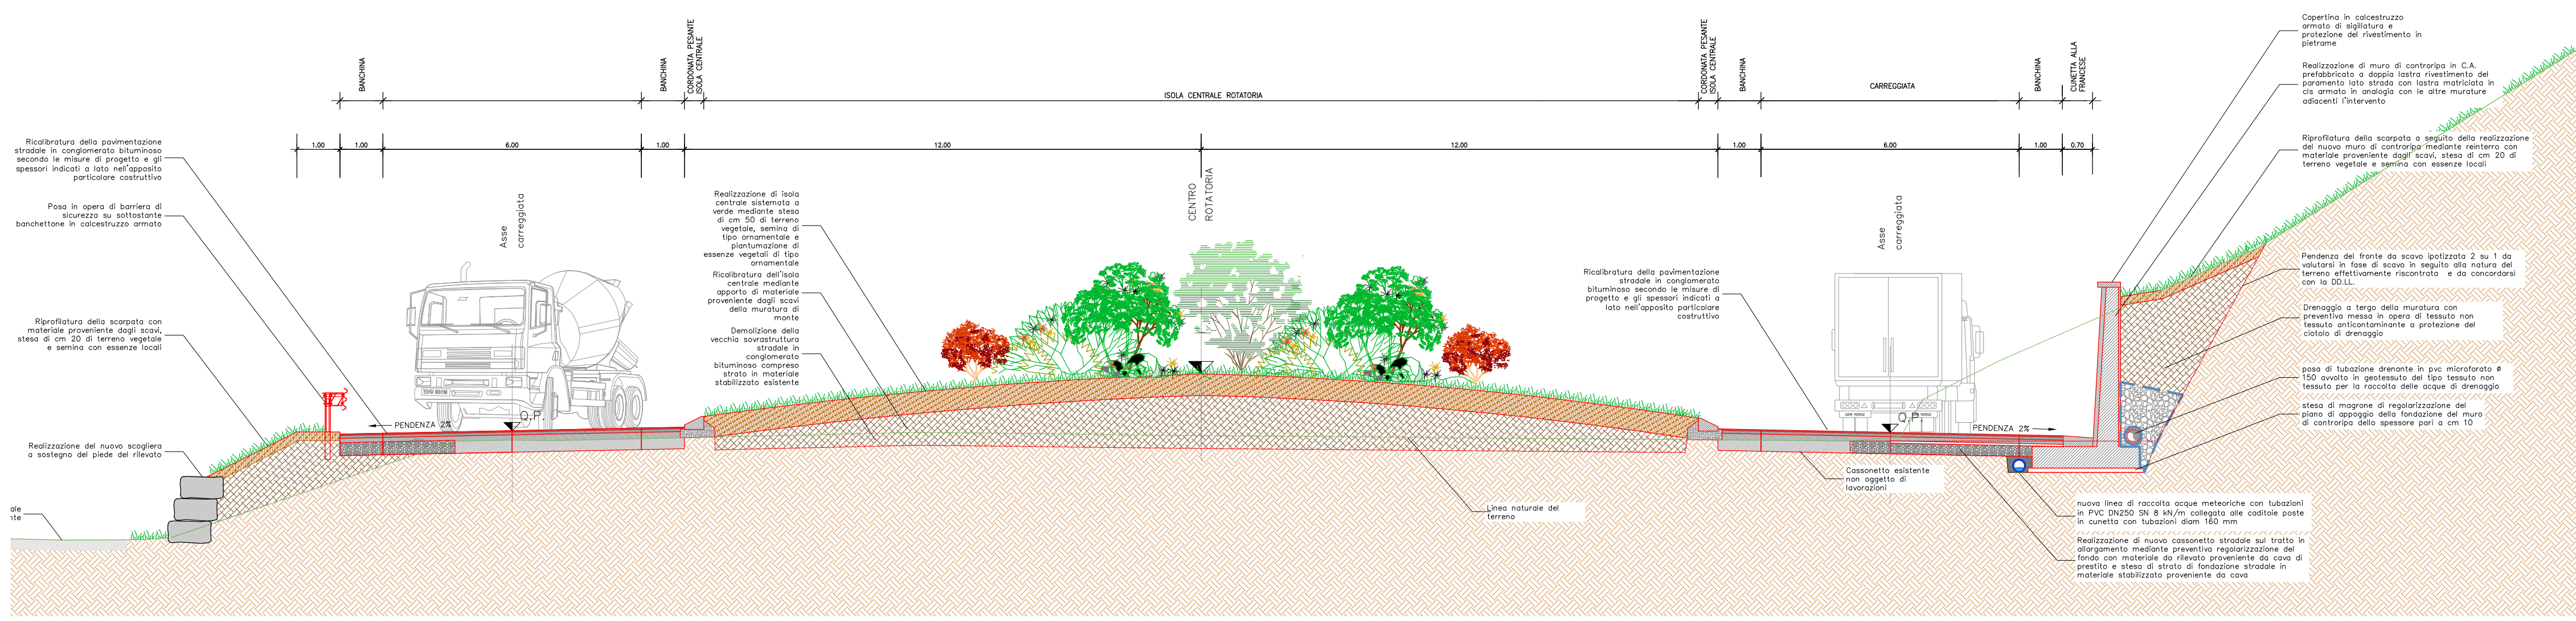 BANCHINA
BANCHINA
CORDONATA PESANTE
ISOLA CENTRALE
ISOLA CENTRALE ROTATORIA
CORDONATA PESANTE
ISOLA CENTRALE
BANCHINA
CARREGGIATA
BANCHINA
CUNETTA ALLA
FRANCESE
1.00
1.00
6.00
1.00
12.00
12.00
1.00
6.00
1.00
0.70
Ricalibratura della pavimentazione
stradale in conglomerato bituminoso
secondo le misure di progetto e gli
spessori indicati a lato nell'apposito
particolare costruttivo
Posa in opera di barriera di
sicurezza su sottostante
banchettone in calcestruzzo armato
Riprofilatura della scarpata con
materiale proveniente dagli scavi,
stesa di cm 20 di terreno vegetale
e semina con essenze locali
Realizzazione del nuovo scogliera
a sostegno del piede del rilevato
ale
nte
Asse
carreggiata
Q.P.
PENDENZA 2%
Realizzazione di isola
centrale sistemata a
verde mediante stesa
di cm 50 di terreno
vegetale, semina di
tipo ornamentale e
plantumazione di
essenze vegetali di tipo
ornamentale
Ricalibratura dell'isola
centrale mediante
apporto di materiale
proveniente dagli scavi
della muratura di
monte
Demolizione della
vecchia sovrastruttura
stradale in
conglomerato
bituminoso compreso
strato in materiale
stabilizzato esistente
CENTRO
ROTATORIA
Linea naturale del
terreno
Ricalibratura della pavimentazione
stradale in conglomerato
bituminoso secondo le misure di
progetto e gli spessori indicati a
lato nell'apposito particolare
costruttivo
Asse
carreggiata
Q.P.
PENDENZA 2%
Cassonetto esistente
non oggetto di
lavorazioni
Copertina in calcestruzzo
armato di sigillatura e
protezione del rivestimento in
pietrame
Realizzazione di muro di controripa in C.A.
prefabbricato a doppia lastra rivestimento del
paramento lato strada con lastra matriciata in
cls armato in analogia con le altre murature
adiacenti l'intervento
Riprofilatura della scarpata a seguito della realizzazione
del nuovo muro di controripa mediante reinterro con
materiale proveniente dagli scavi, stesa di cm 20 di
terreno vegetale e semina con essenze locali
Pendenza del fronte da scavo ipotizzata 2 su 1 da
valutarsi in fase di scavo in seguito alla natura del
terreno effettivamente riscontrata e da concordarsi
con la DD.LL.
Drenaggio a tergo della muratura con
preventiva messa in opera di tessuto non
tessuto anticontaminante a protezione del
ciotolo di drenaggio
posa di tubazione drenante in pvc microforato ø
150 avvolto in geotessuto del tipo tessuto non
tessuto per la raccolta delle acque di drenaggio
stesa di magrone di regolarizzazione del
piano di appoggio della fondazione del muro
di controripa dello spessore pari a cm 10
nuova linea di raccolta acque meteoriche con tubazioni
in PVC DN250 SN 8 kN/m collegata alle caditoie poste
in cunetta con tubazioni diam 160 mm
Realizzazione di nuovo cassonetto stradale sul tratto in
allargamento mediante preventiva regolarizzazione del
fondo con materiale da rilevato proveniente da cava di
prestito e stesa di strato di fondazione stradale in
materiale stabilizzato proveniente da cava